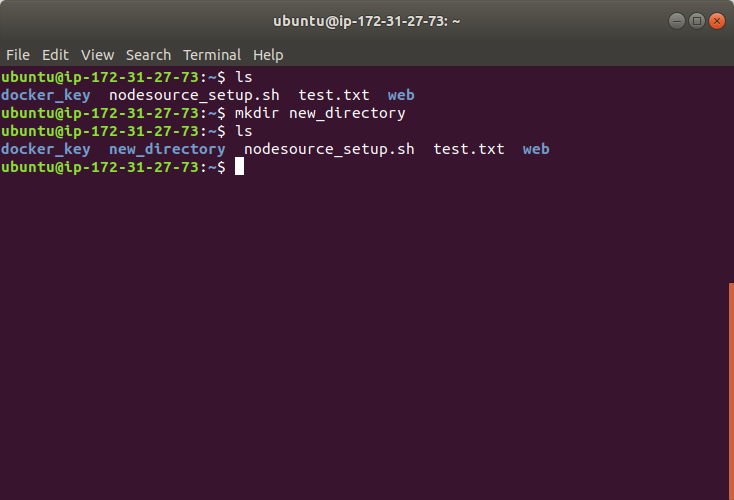 ubuntu@ip-172-31-27-73: ~
File Edit View Search Terminal Help
ubuntu@ip-172-31-27-73:~$ ls
docker_key  nodesource_setup.sh  test.txt  web
ubuntu@ip-172-31-27-73:~$ mkdir new_directory
ubuntu@ip-172-31-27-73:~$ ls
docker_key  new_directory  nodesource_setup.sh  test.txt  web
ubuntu@ip-172-31-27-73:~$